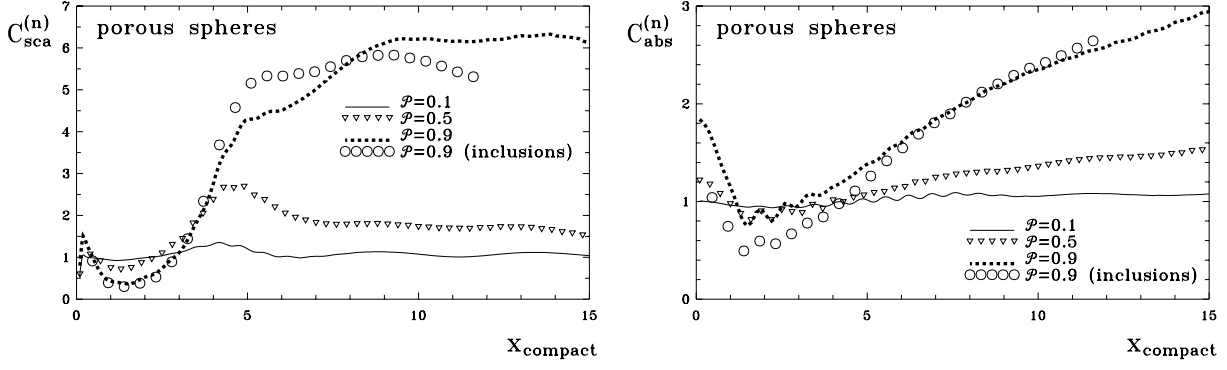 C_sca^(n)
porous spheres
7
6
5
4
3
2
1
0
𝒫=0.1
𝒫=0.5
𝒫=0.9
𝒫=0.9 (inclusions)
0 5 10 15
x_compact
C_abs^(n)
porous spheres
3
2
1
0
𝒫=0.1
𝒫=0.5
𝒫=0.9
𝒫=0.9 (inclusions)
0 5 10 15
x_compact